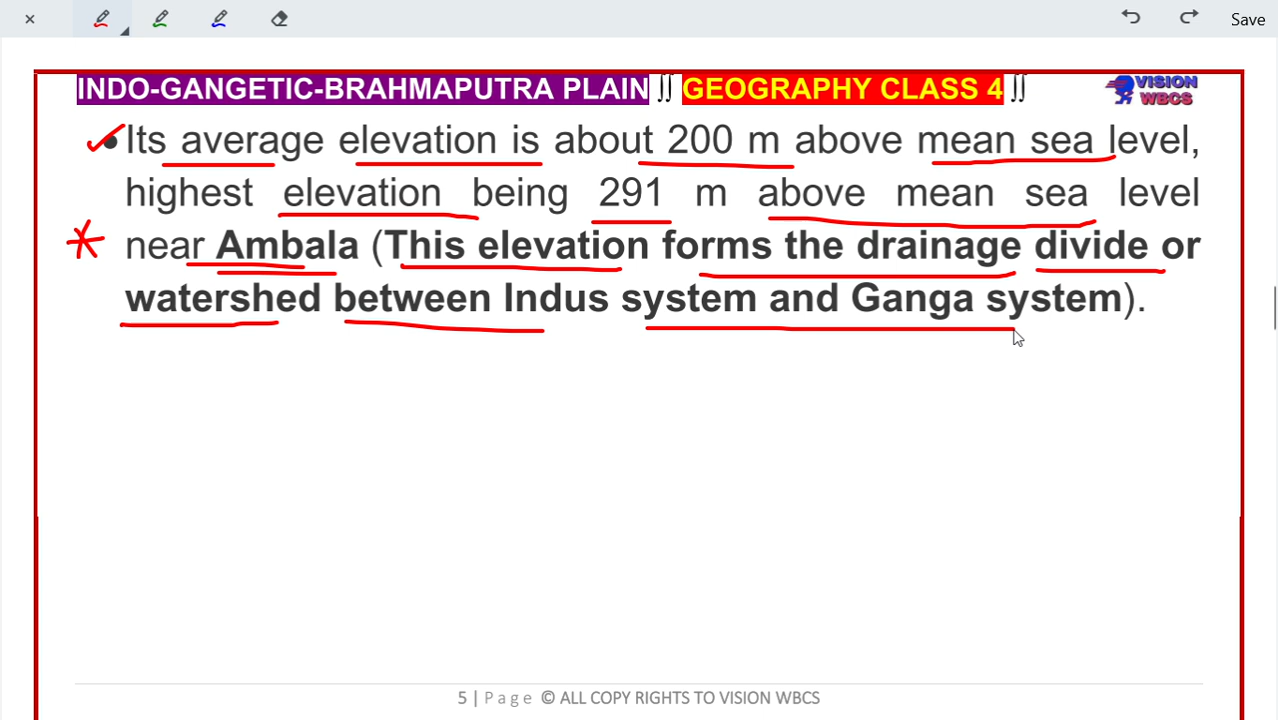 Save
INDO-GANGETIC-BRAHMAPUTRA PLAIN || GEOGRAPHY CLASS 4 || VISION WBCS
•Its average elevation is about 200 m above mean sea level,
highest elevation being 291 m above mean sea level
near Ambala (This elevation forms the drainage divide or
watershed between Indus system and Ganga system).
5 | Page © ALL COPY RIGHTS TO VISION WBCS